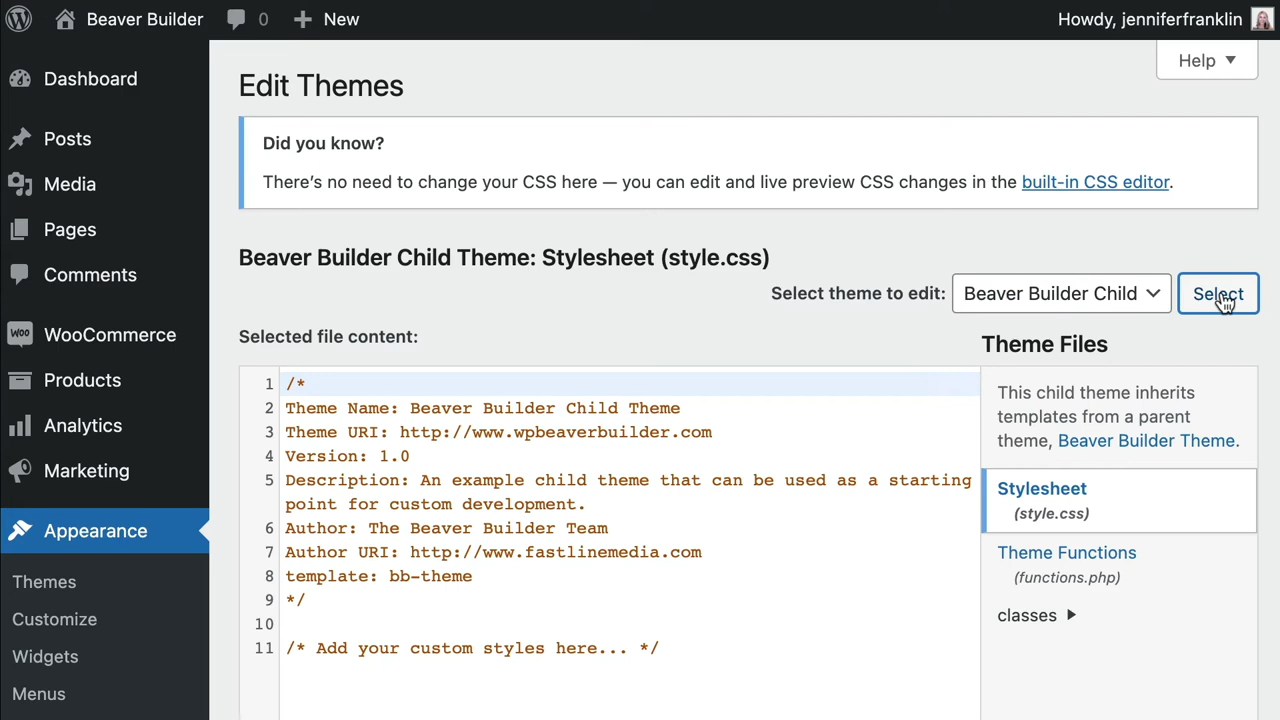 Beaver Builder
0
New
Howdy, jenniferfranklin
Help
Dashboard
Posts
Media
Pages
Comments
WOO
WooCommerce
Products
Analytics
Marketing
Appearance
Themes
Customize
Widgets
Menus
Edit Themes
Did you know?
There's no need to change your CSS here — you can edit and live preview CSS changes in the built-in CSS editor.
Beaver Builder Child Theme: Stylesheet (style.css)
Select theme to edit: Beaver Builder Child Select
Selected file content:
1 /*
2 Theme Name: Beaver Builder Child Theme
3 Theme URI: http://www.wpbeaverbuilder.com
4 Version: 1.0
5 Description: An example child theme that can be used as a starting
point for custom development.
6 Author: The Beaver Builder Team
7 Author URI: http://www.fastlinemedia.com
8 template: bb-theme
9 */
10
11 /* Add your custom styles here... */
Theme Files
This child theme inherits
templates from a parent
theme, Beaver Builder Theme.
Stylesheet
(style.css)
Theme Functions
(functions.php)
classes